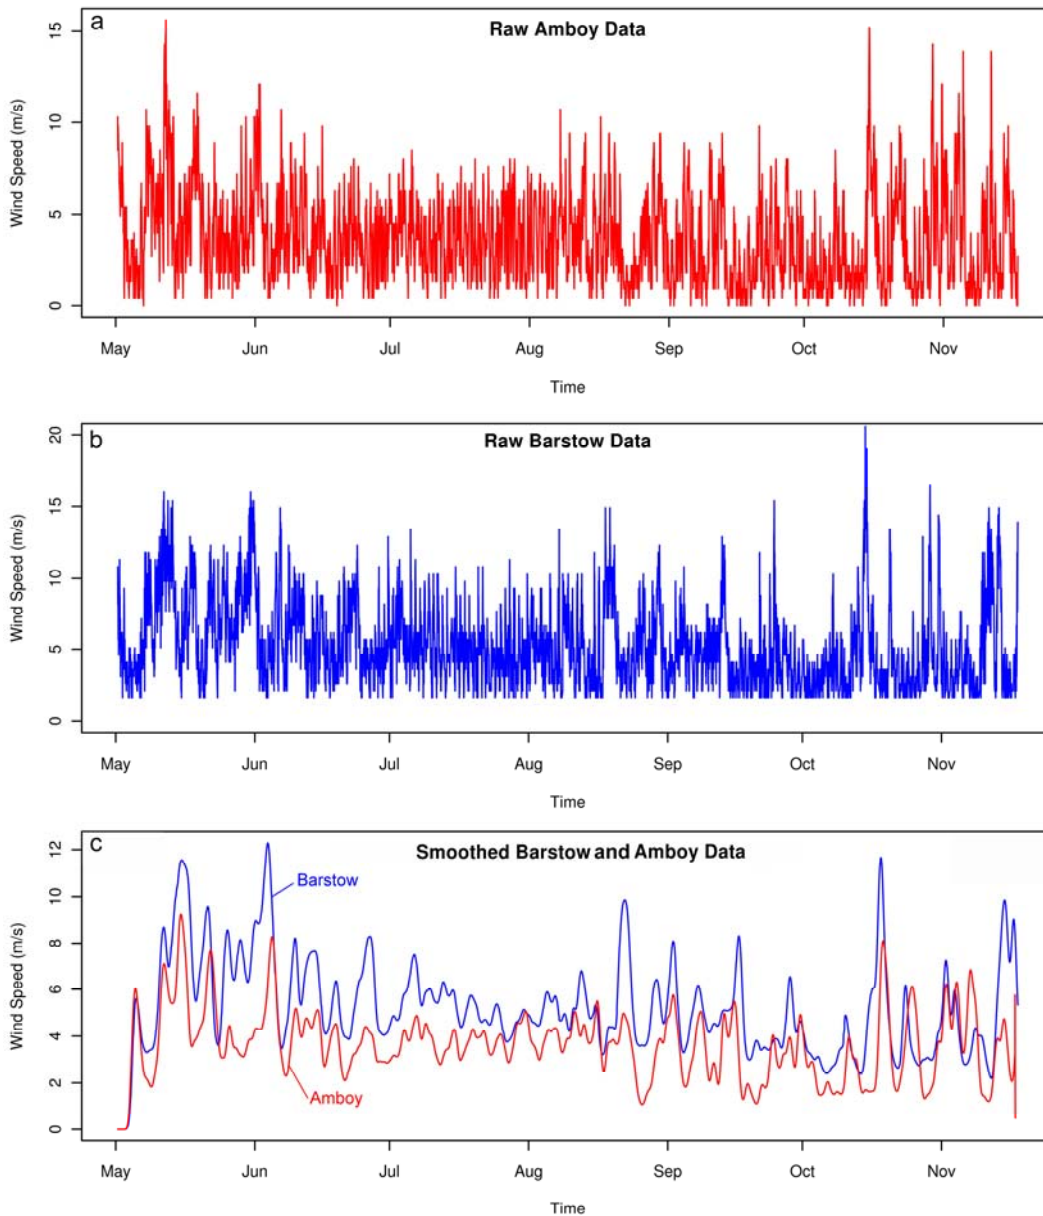 a
Raw Amboy Data
Wind Speed (m/s)
15
10
5
0
May Jun Jul Aug Sep Oct Nov
Time
b
Raw Barstow Data
Wind Speed (m/s)
20
15
10
5
0
May Jun Jul Aug Sep Oct Nov
Time
c
Smoothed Barstow and Amboy Data
Wind Speed (m/s)
12
10
8
6
4
2
0
Barstow
Amboy
May Jun Jul Aug Sep Oct Nov
Time